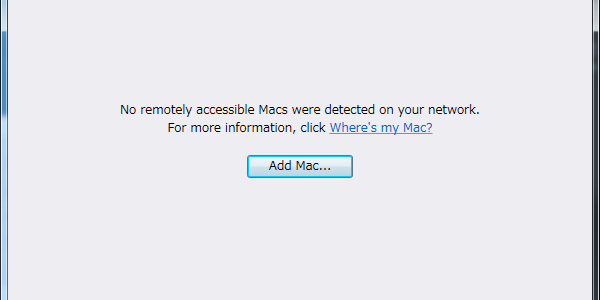 No remotely accessible Macs were detected on your network.
For more information, click Where's my Mac?
Add Mac...